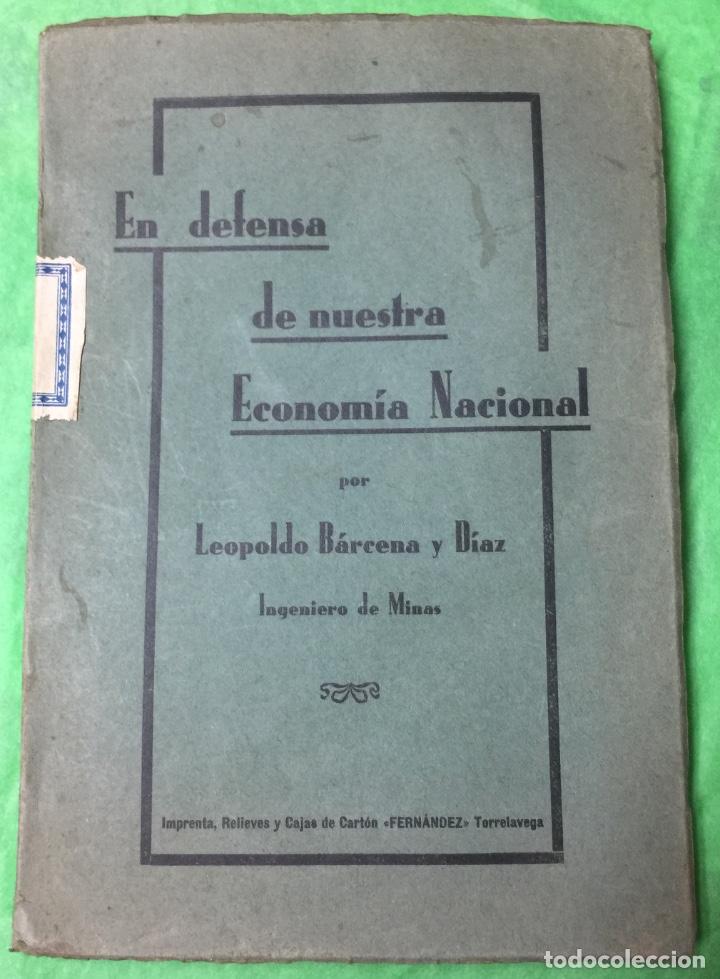 En defensa
de nuestra
Economía Nacional
por
Leopoldo Bárcena y Díaz
Ingeniero de Minas
Imprenta, Relieves y Cajas de Cartón «FERNÁNDEZ» Torrelavega
todocoleccion